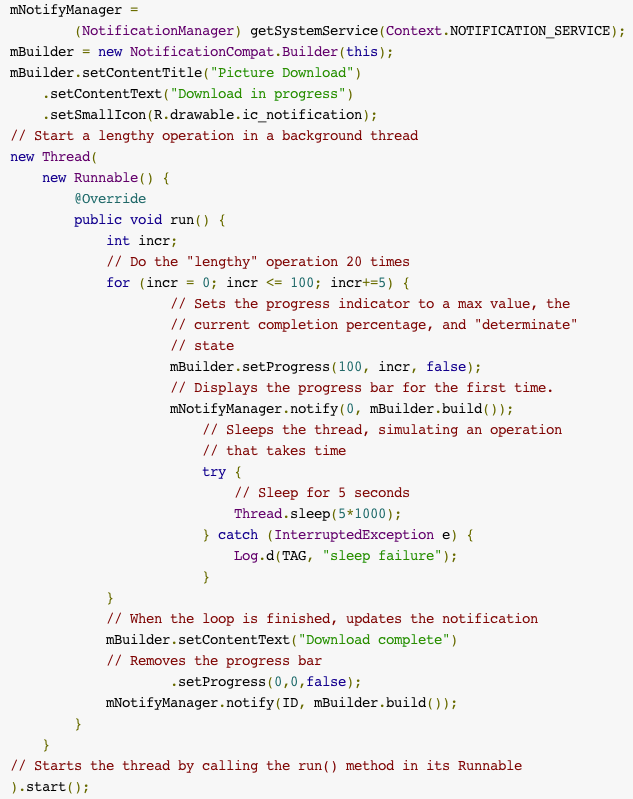 mNotifyManager =
        (NotificationManager) getSystemService(Context.NOTIFICATION_SERVICE);
mBuilder = new NotificationCompat.Builder(this);
mBuilder.setContentTitle("Picture Download")
    .setContentText("Download in progress")
    .setSmallIcon(R.drawable.ic_notification);
// Start a lengthy operation in a background thread
new Thread(
    new Runnable() {
        @Override
        public void run() {
            int incr;
            // Do the "lengthy" operation 20 times
            for (incr = 0; incr <= 100; incr+=5) {
                    // Sets the progress indicator to a max value, the
                    // current completion percentage, and "determinate"
                    // state
                    mBuilder.setProgress(100, incr, false);
                    // Displays the progress bar for the first time.
                    mNotifyManager.notify(0, mBuilder.build());
                        // Sleeps the thread, simulating an operation
                        // that takes time
                        try {
                            // Sleep for 5 seconds
                            Thread.sleep(5*1000);
                        } catch (InterruptedException e) {
                            Log.d(TAG, "sleep failure");
                        }
            }
            // When the loop is finished, updates the notification
            mBuilder.setContentText("Download complete")
            // Removes the progress bar
                    .setProgress(0,0,false);
            mNotifyManager.notify(ID, mBuilder.build());
        }
    }
// Starts the thread by calling the run() method in its Runnable
).start();